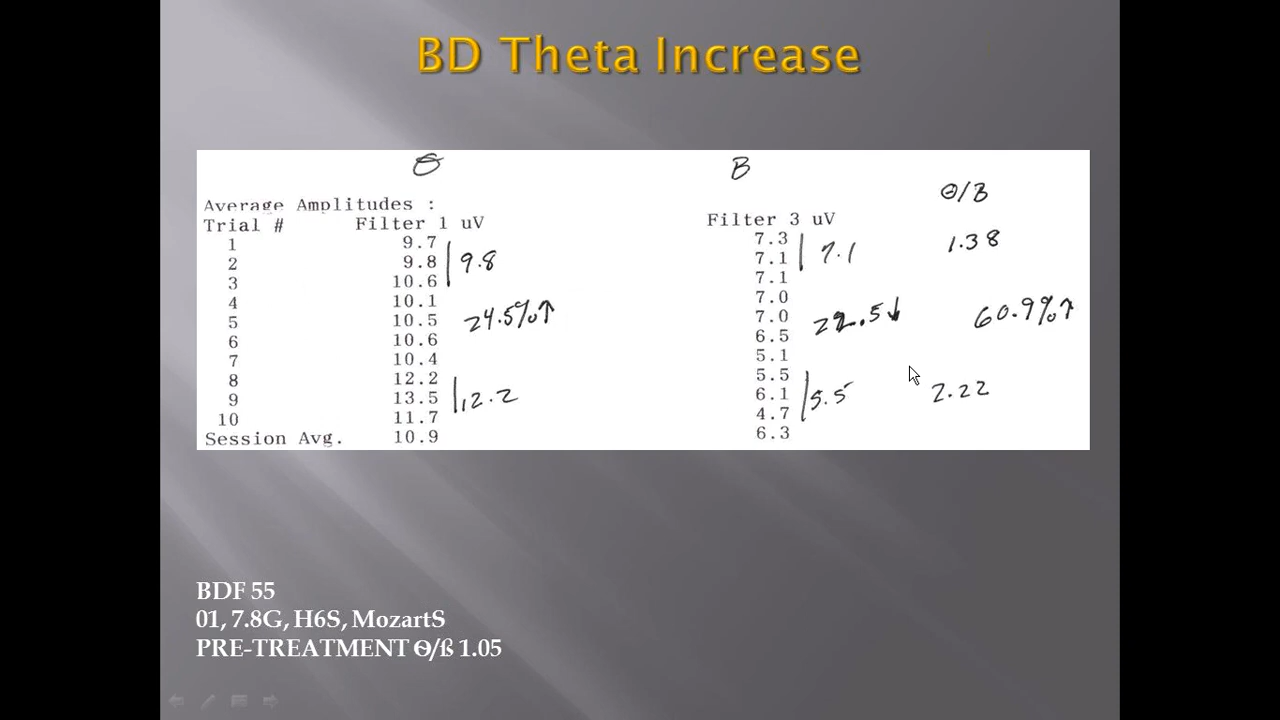 BD Theta Increase
Θ B
Θ/B
Average Amplitudes :
Trial # Filter 1 uV Filter 3 uV
1 9.7 7.3 1.38
2 9.8 9.8 7.1 7.1
3 10.6 7.1
4 10.1 7.0
5 10.5 24.5%↑ 7.0 22.5↓ 60.9%↑
6 10.6 6.5
7 10.4 5.1
8 12.2 5.5
9 13.5 12.2 6.1 5.5 2.22
10 11.7 4.7
Session Avg. 10.9 6.3
BDF 55
01, 7.8G, H6S, MozartS
PRE-TREATMENT Θ/ß 1.05